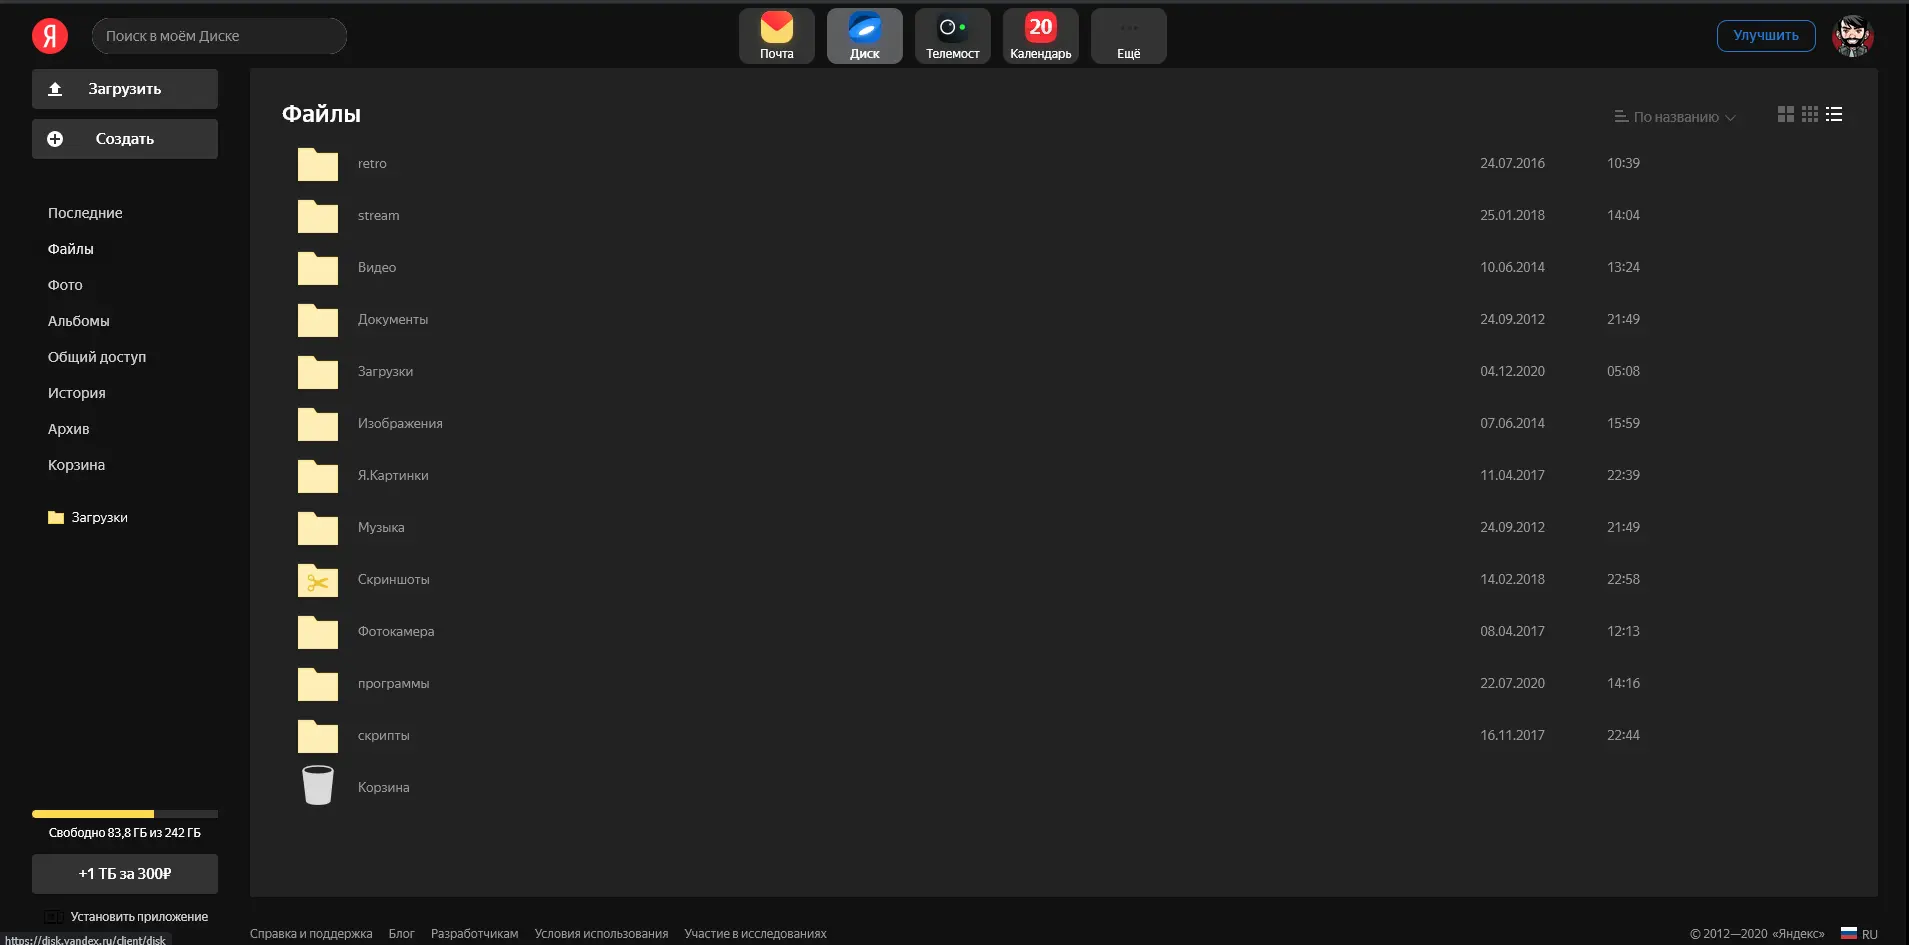 Я
Поиск в моём Диске
Почта
Диск
Телемост
20
Календарь
Ещё
Улучшить
Загрузить
Создать
Последние
Файлы
Фото
Альбомы
Общий доступ
История
Архив
Корзина
Загрузки
Свободно 83,8 ГБ из 242 ГБ
+1 ТБ за 300₽
Установить приложение
https://disk.yandex.ru/client/disk
Файлы
По названию
retro 24.07.2016 10:39
stream 25.01.2018 14:04
Видео 10.06.2014 13:24
Документы 24.09.2012 21:49
Загрузки 04.12.2020 05:08
Изображения 07.06.2014 15:59
Я.Картинки 11.04.2017 22:39
Музыка 24.09.2012 21:49
Скриншоты 14.02.2018 22:58
Фотокамера 08.04.2017 12:13
программы 22.07.2020 14:16
скрипты 16.11.2017 22:44
Корзина
Справка и поддержка Блог Разработчикам Условия использования Участие в исследованиях © 2012—2020 «Яндекс» RU